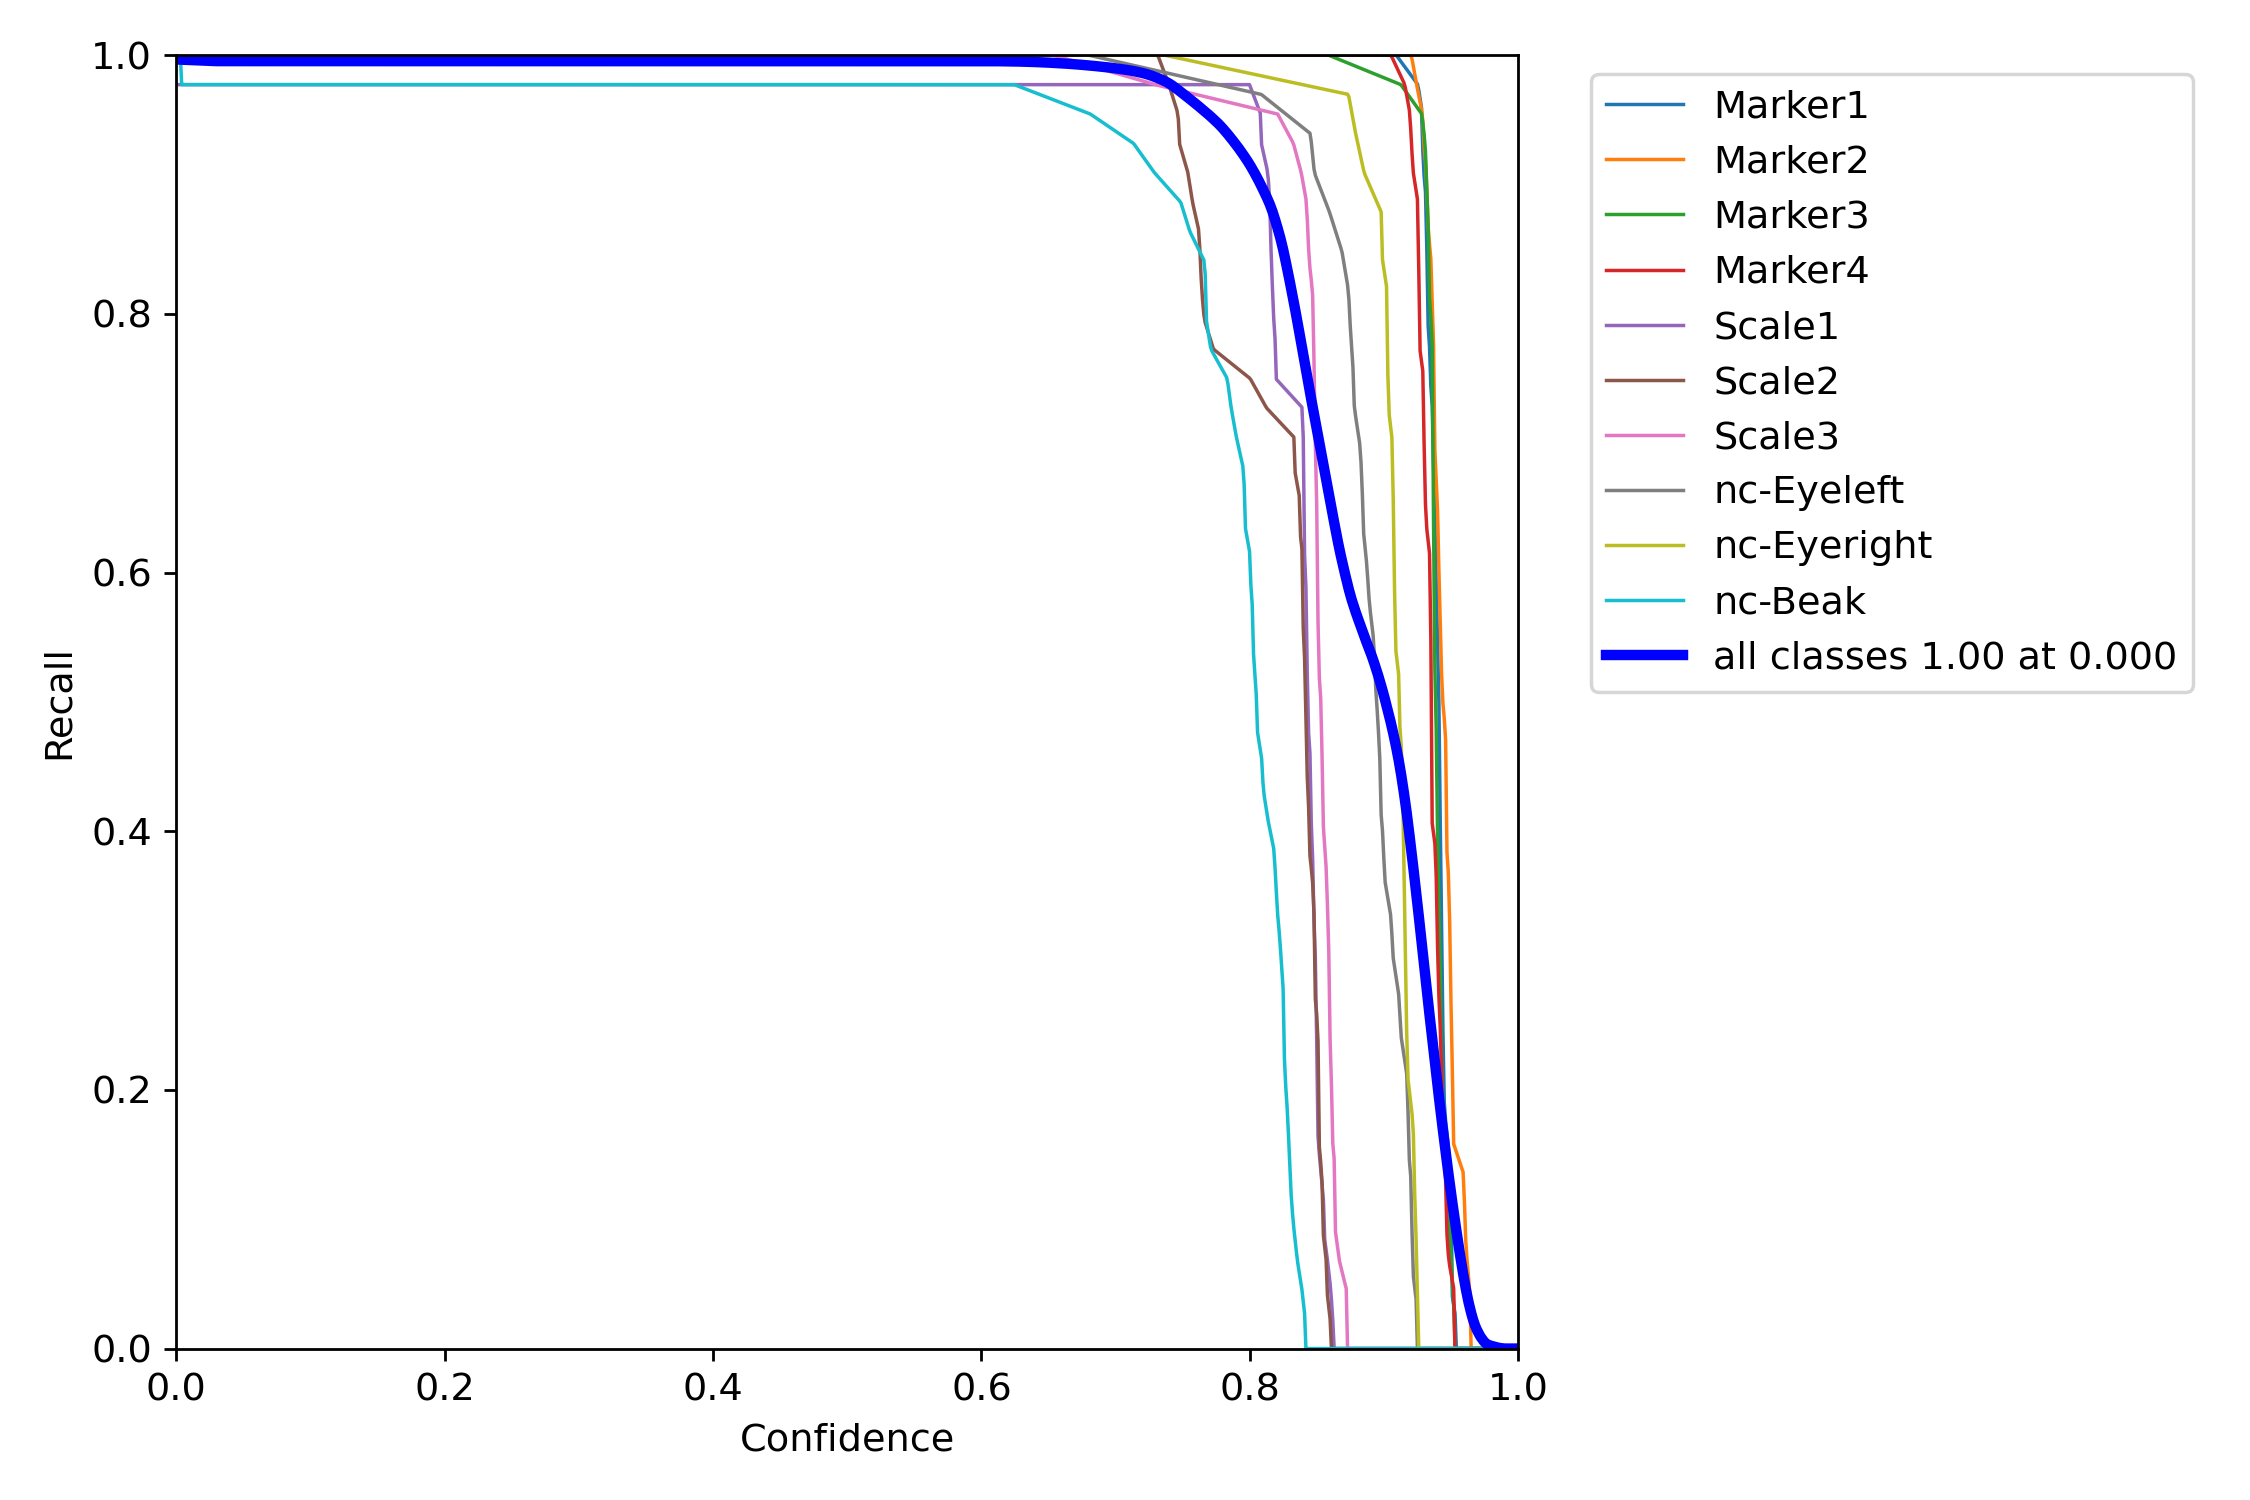 1.0
0.8
0.6
0.4
0.2
0.0
Recall
0.0 0.2 0.4 0.6 0.8 1.0
Confidence
Marker1
Marker2
Marker3
Marker4
Scale1
Scale2
Scale3
nc-Eyeleft
nc-Eyeright
nc-Beak
all classes 1.00 at 0.000